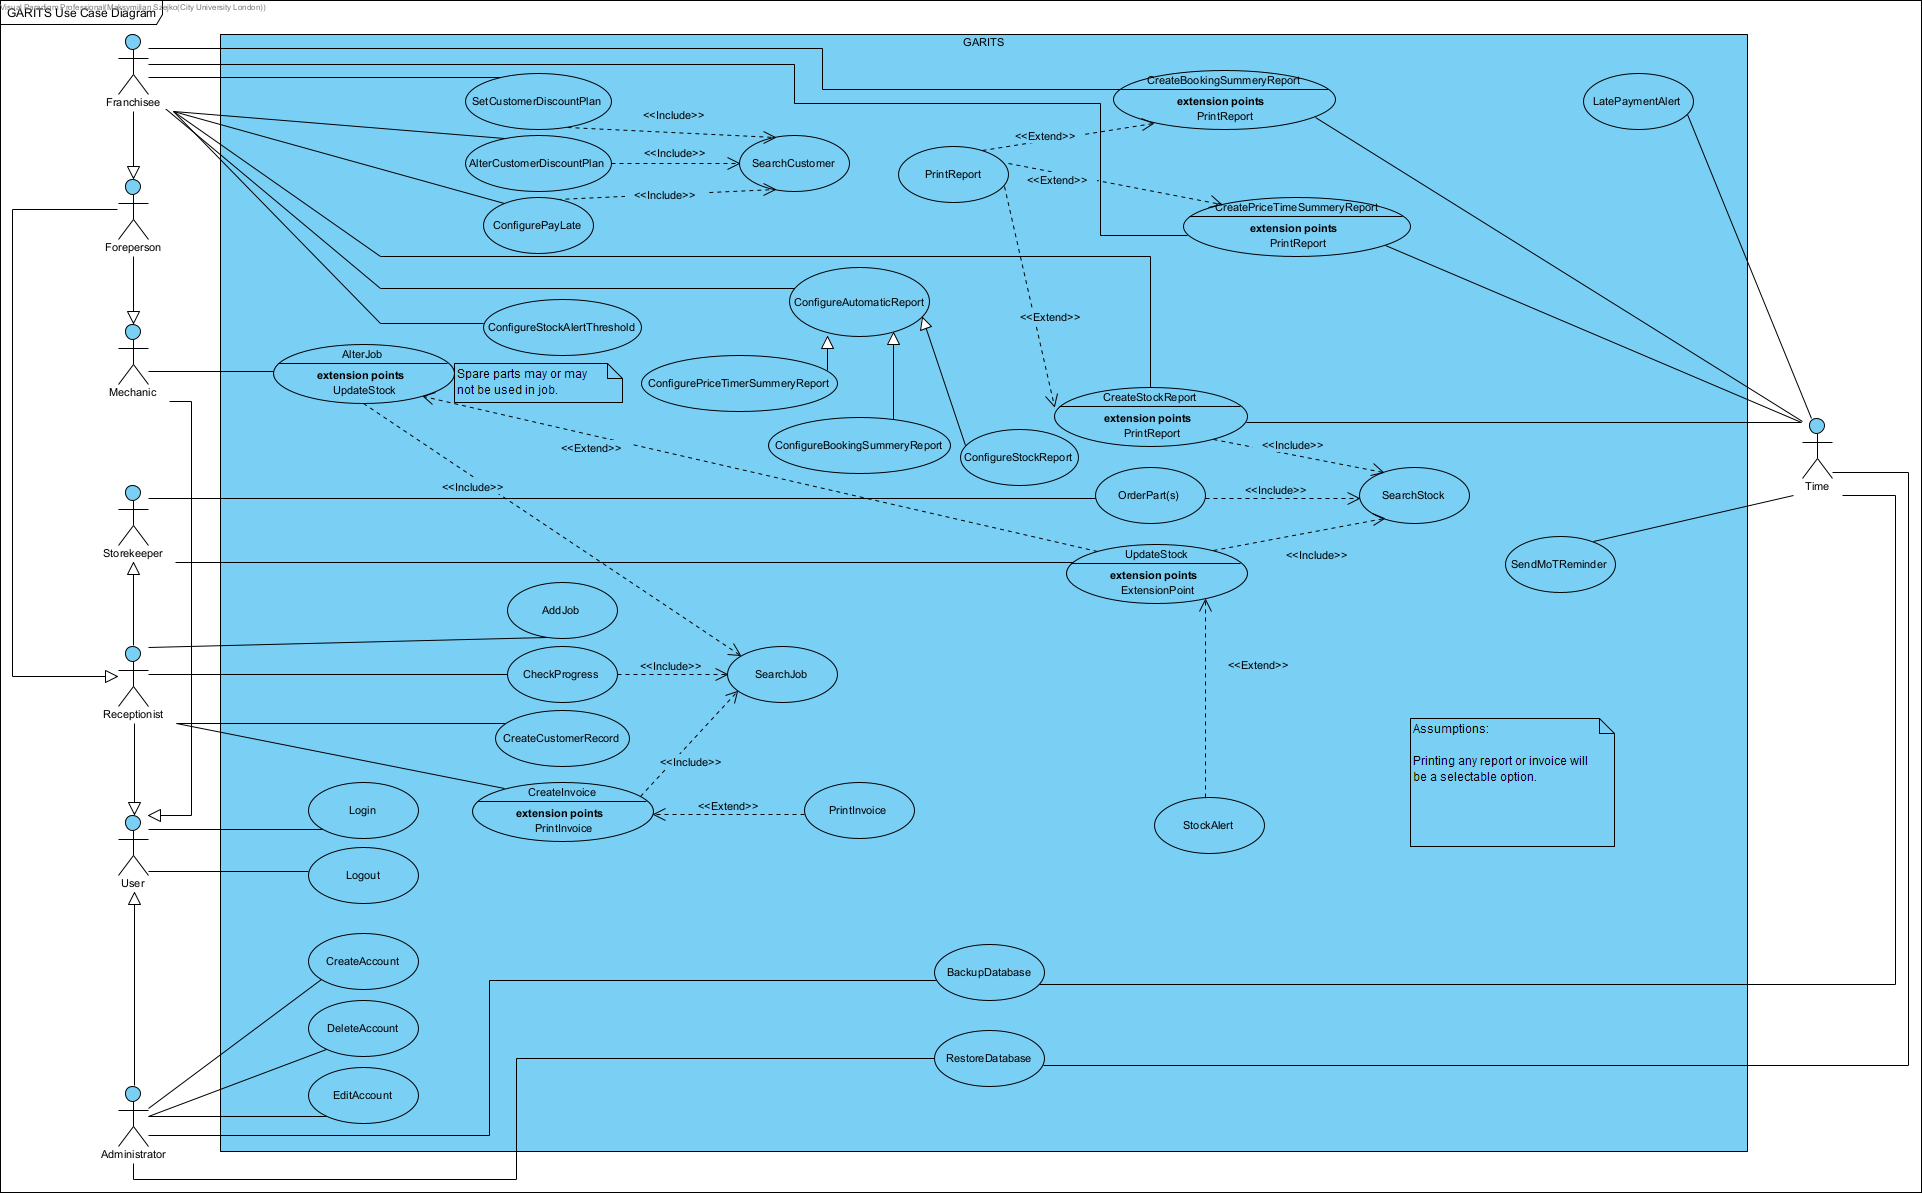 Visual Paradigm Professional(Maksymilian Szejko(City University London))
GARITS Use Case Diagram
GARITS
Franchisee
SetCustomerDiscountPlan
<<Include>>
CreateBookingSummeryReport
extension points
PrintReport
LatePaymentAlert
AlterCustomerDiscountPlan
<<Include>>
SearchCustomer
<<Extend>>
PrintReport
<<Extend>>
<<Include>>
ConfigurePayLate
CreatePriceTimeSummeryReport
extension points
PrintReport
Foreperson
ConfigureAutomaticReport
<<Extend>>
ConfigureStockAlertThreshold
AlterJob
extension points
UpdateStock
Spare parts may or may
not be used in job.
ConfigurePriceTimerSummeryReport
Mechanic
CreateStockReport
extension points
PrintReport
<<Extend>>
ConfigureBookingSummeryReport
ConfigureStockReport
<<Include>>
<<Include>>
OrderPart(s)
<<Include>>
SearchStock
Time
Storekeeper
UpdateStock
extension points
ExtensionPoint
<<Include>>
SendMoTReminder
AddJob
CheckProgress
<<Include>>
SearchJob
<<Extend>>
Receptionist
CreateCustomerRecord
<<Include>>
Assumptions:
Printing any report or invoice will
be a selectable option.
CreateInvoice
extension points
PrintInvoice
<<Extend>>
PrintInvoice
Login
StockAlert
User
Logout
CreateAccount
BackupDatabase
DeleteAccount
RestoreDatabase
EditAccount
Administrator